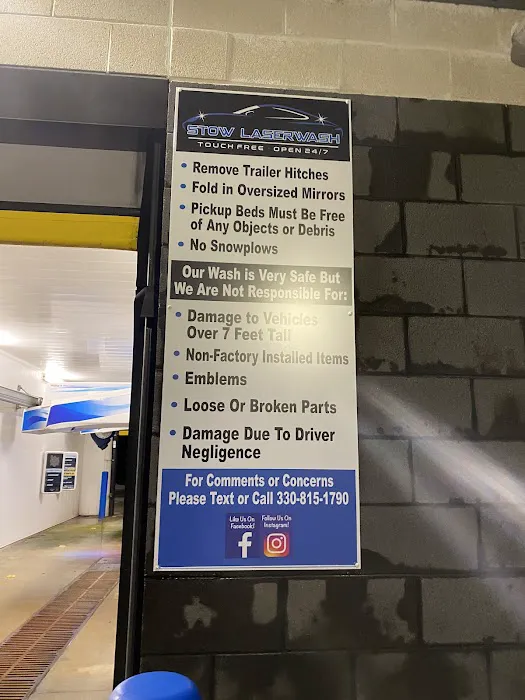 STOW LASERWASH
TOUCH FREE OPEN 24/7
• Remove Trailer Hitches
• Fold in Oversized Mirrors
• Pickup Beds Must Be Free
of Any Objects or Debris
• No Snowplows
Our Wash is Very Safe But
We Are Not Responsible For:
• Damage to Vehicles
Over 7 Feet Tall
• Non-Factory Installed Items
• Emblems
• Loose Or Broken Parts
• Damage Due To Driver
Negligence
For Comments or Concerns
Please Text or Call 330-815-1790
Like Us On
Facebook!
Follow Us On
Instagram!